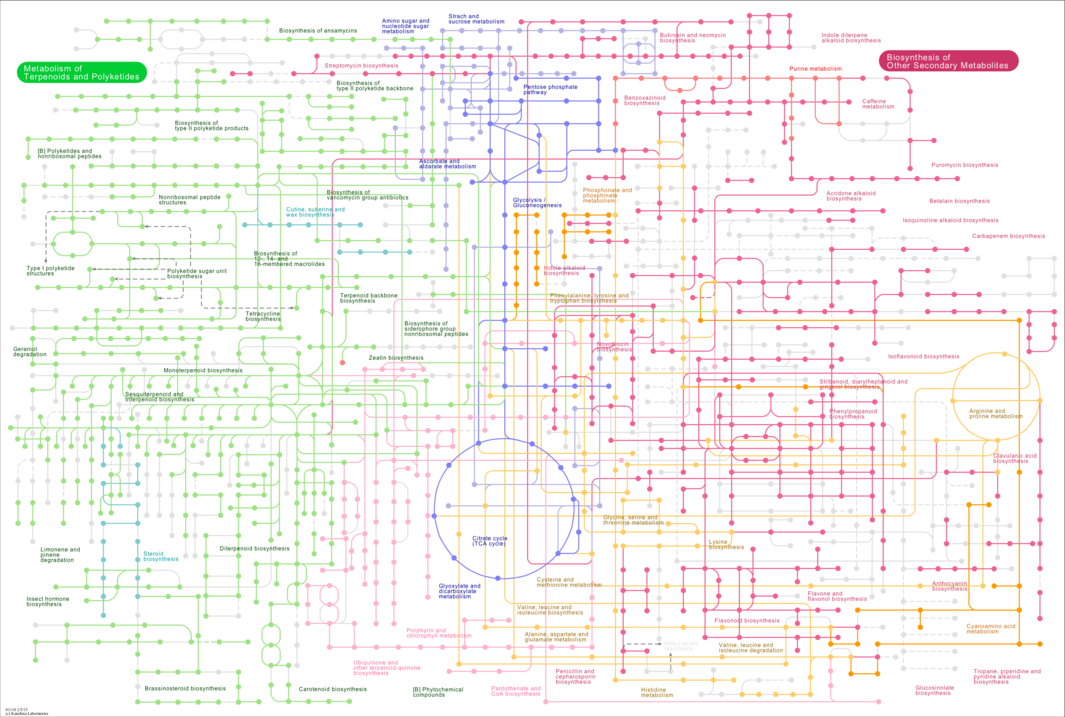 Biosynthesis of ansamycins
Amino sugar and
nucleotide sugar
metabolism
Strach and
sucrose metabolism
Butirosin and neomycin
biosynthesis
Indole diterpene
alkaloid biosynthesis
Metabolism of
Terpenoids and Polyketides
Streptomycin biosynthesis
Purine metabolism
Biosynthesis of
Other Secondary Metabolites
Biosynthesis of
type II polyketide backbone
Pentose phosphate
pathway
Benzoxazinoid
biosynthesis
Caffeine
metabolism
Biosynthesis of
type II polyketide products
[B] Polyketides and
nonribosomal peptides
Ascorbate and
aldarate metabolism
Puromycin biosynthesis
Nonribosomal peptide
structures
Biosynthesis of
vancomycin group antibiotics
Glycolysis /
Gluconeogenesis
Phosphonate and
phosphinate
metabolism
Acridone alkaloid
biosynthesis
Betalain biosynthesis
Cutine, suberine and
wax biosynthesis
Isoquinoline alkaloid biosynthesis
Carbapenem biosynthesis
Biosynthesis of
12-, 14- and
16-membered macrolides
Type I polyketide
structures
Polyketide sugar unit
biosynthesis
Indole alkaloid
biosynthesis
Terpenoid backbone
biosynthesis
Phenylalanine, tyrosine and
tryptophan biosynthesis
Tetracycline
biosynthesis
Biosynthesis of
siderophore group
nonribosomal peptides
Geraniol
degradation
Zeatin biosynthesis
Novobiocin
biosynthesis
Isoflavonoid biosynthesis
Monoterpenoid biosynthesis
Stilbenoid, diarylheptanoid and
gingerol biosynthesis
Sesquiterpenoid and
triterpenoid biosynthesis
Phenylpropanoid
biosynthesis
Arginine and
proline metabolism
Clavulanic acid
biosynthesis
Glycine, serine and
threonine metabolism
Citrate cycle
(TCA cycle)
Lysine
biosynthesis
Limonene and
pinene
degradation
Steroid
biosynthesis
Diterpenoid biosynthesis
Glyoxylate and
dicarboxylate
metabolism
Cysteine and
methionine metabolism
Anthocyanin
biosynthesis
Insect hormone
biosynthesis
Valine, leucine and
isoleucine biosynthesis
Flavone and
flavonol biosynthesis
Flavonoid biosynthesis
Cyanoamino acid
metabolism
Porphyrin and
chlorophyll metabolism
Alanine, aspartate and
glutamate metabolism
Valine, leucine and
isoleucine degradation
Ubiquinone and
other terpenoid-quinone
biosynthesis
Penicillin and
cephalosporin
biosynthesis
Tropane, piperidine and
pyridine alkaloid
biosynthesis
Brassinosteroid biosynthesis
Carotenoid biosynthesis
[B] Phytochemical
compounds
Pantothenate and
CoA biosynthesis
Histidine
metabolism
Glucosinolate
biosynthesis
(c) Kanehisa Laboratories